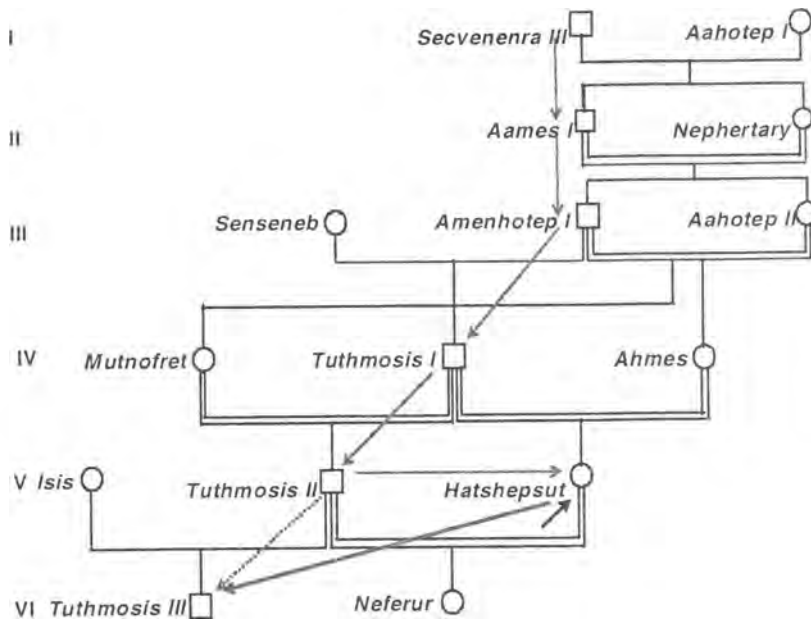 I Secvenenra III Aahotep I
II Aames I Nephertary
III Senseneb Amenhotep I Aahotep II
IV Mutnofret Tuthmosis I Ahmes
V Isis Tuthmosis II Hatshepsut
VI Tuthmosis III Neferur